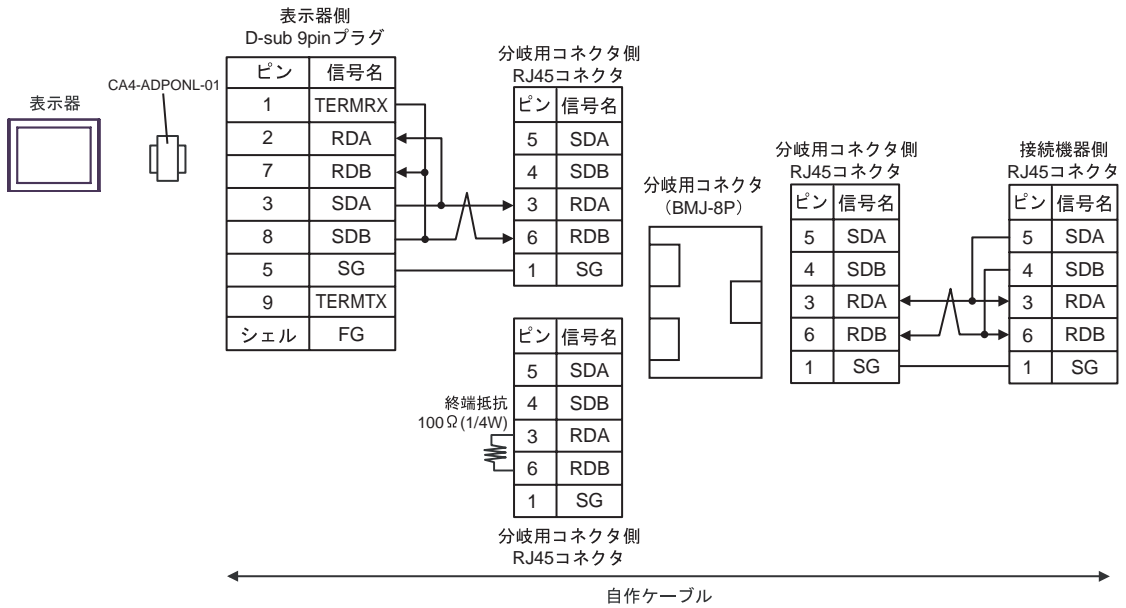 表示器側
D-sub 9pinプラグ
ピン 信号名
1 TERMRX
2 RDA
7 RDB
3 SDA
8 SDB
5 SG
9 TERMTX
シェル FG
表示器
CA4-ADPONL-01
分岐用コネクタ側
RJ45コネクタ
ピン 信号名
5 SDA
4 SDB
3 RDA
6 RDB
1 SG
ピン 信号名
5 SDA
4 SDB
3 RDA
6 RDB
1 SG
終端抵抗
100Ω(1/4W)
分岐用コネクタ側
RJ45コネクタ
分岐用コネクタ
（BMJ-8P）
分岐用コネクタ側
RJ45コネクタ
ピン 信号名
5 SDA
4 SDB
3 RDA
6 RDB
1 SG
接続機器側
RJ45コネクタ
ピン 信号名
5 SDA
4 SDB
3 RDA
6 RDB
1 SG
自作ケーブル